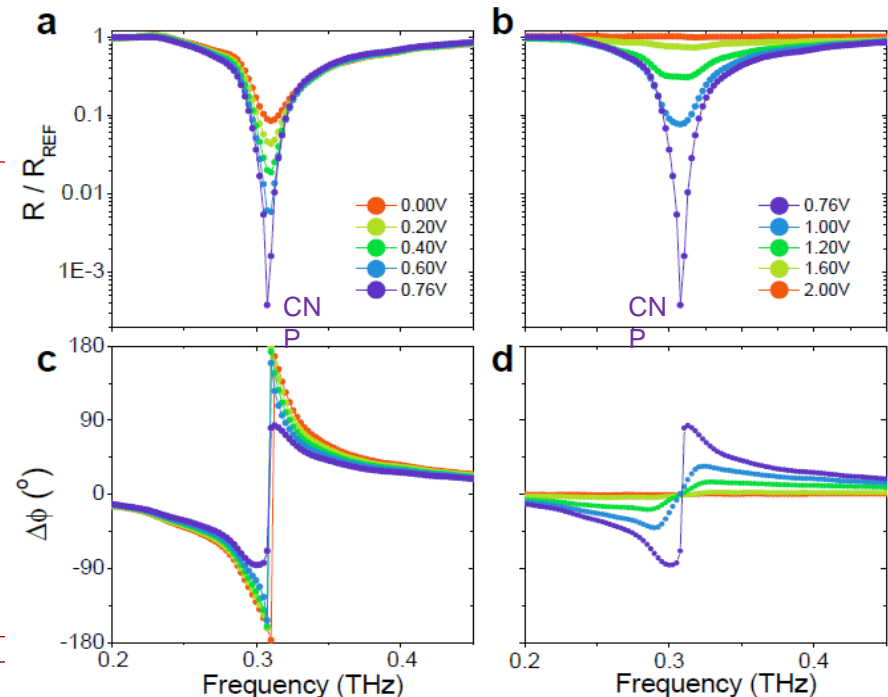 a
b
1
0.1
0.01
1E-3
R / R_REF
0.00V
0.20V
0.40V
0.60V
0.76V
CN
P
0.76V
1.00V
1.20V
1.60V
2.00V
CN
P
c
d
180
90
0
-90
-180
Δϕ (°)
0.2
0.3
0.4
Frequency (THz)
0.2
0.3
0.4
Frequency (THz)